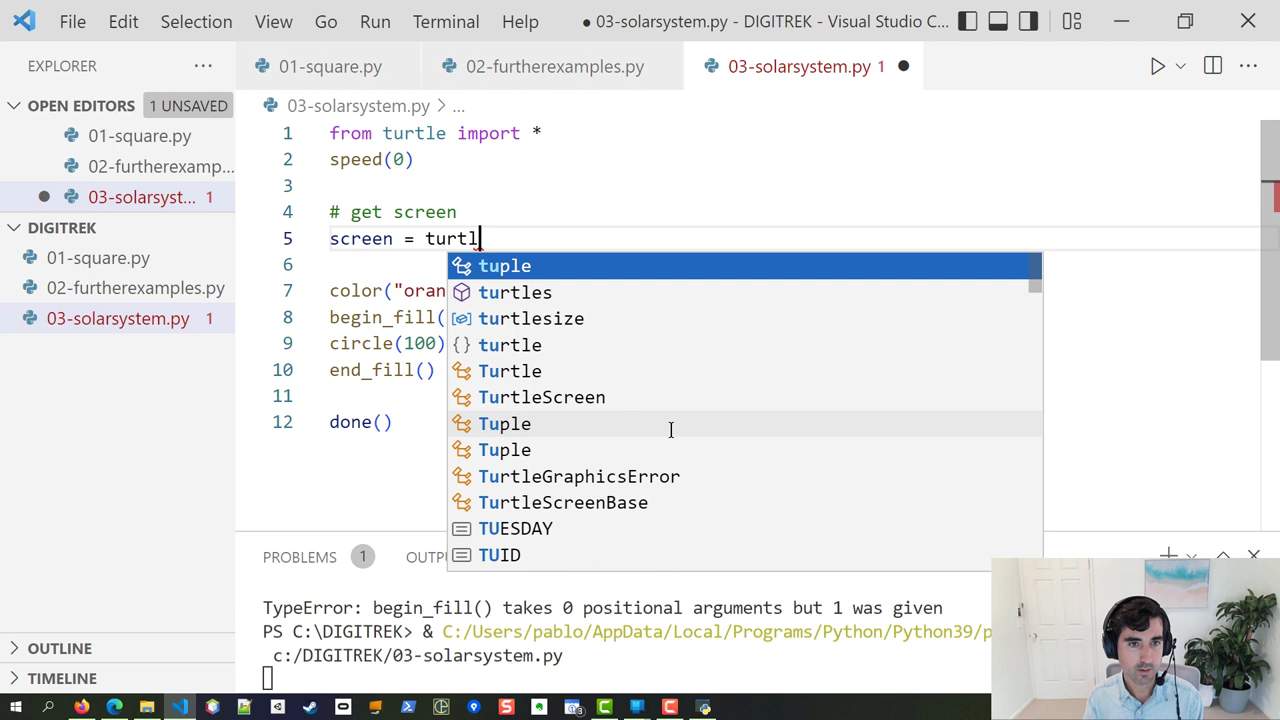 File Edit Selection View Go Run Terminal Help ● 03-solarsystem.py - DIGITREK - Visual Studio C...
EXPLORER ···
01-square.py 02-furtherexamples.py 03-solarsystem.py 1 ●
OPEN EDITORS 1 UNSAVED
01-square.py
02-furtherexamp...
● 03-solarsyst... 1
DIGITREK
01-square.py
02-furtherexamples.py
03-solarsystem.py 1
OUTLINE
TIMELINE
03-solarsystem.py > ...
1 from turtle import *
2 speed(0)
3
4 # get screen
5 screen = turtl
6
7 color("oran
8 begin_fill(
9 circle(100)
10 end_fill()
11
12 done()
tuple
turtles
turtlesize
turtle
Turtle
TurtleScreen
Tuple
Tuple
TurtleGraphicsError
TurtleScreenBase
TUESDAY
TUID
PROBLEMS 1 OUTPU
TypeError: begin_fill() takes 0 positional arguments but 1 was given
PS C:\DIGITREK> & C:/Users/pablo/AppData/Local/Programs/Python/Python39/p
c:/DIGITREK/03-solarsystem.py